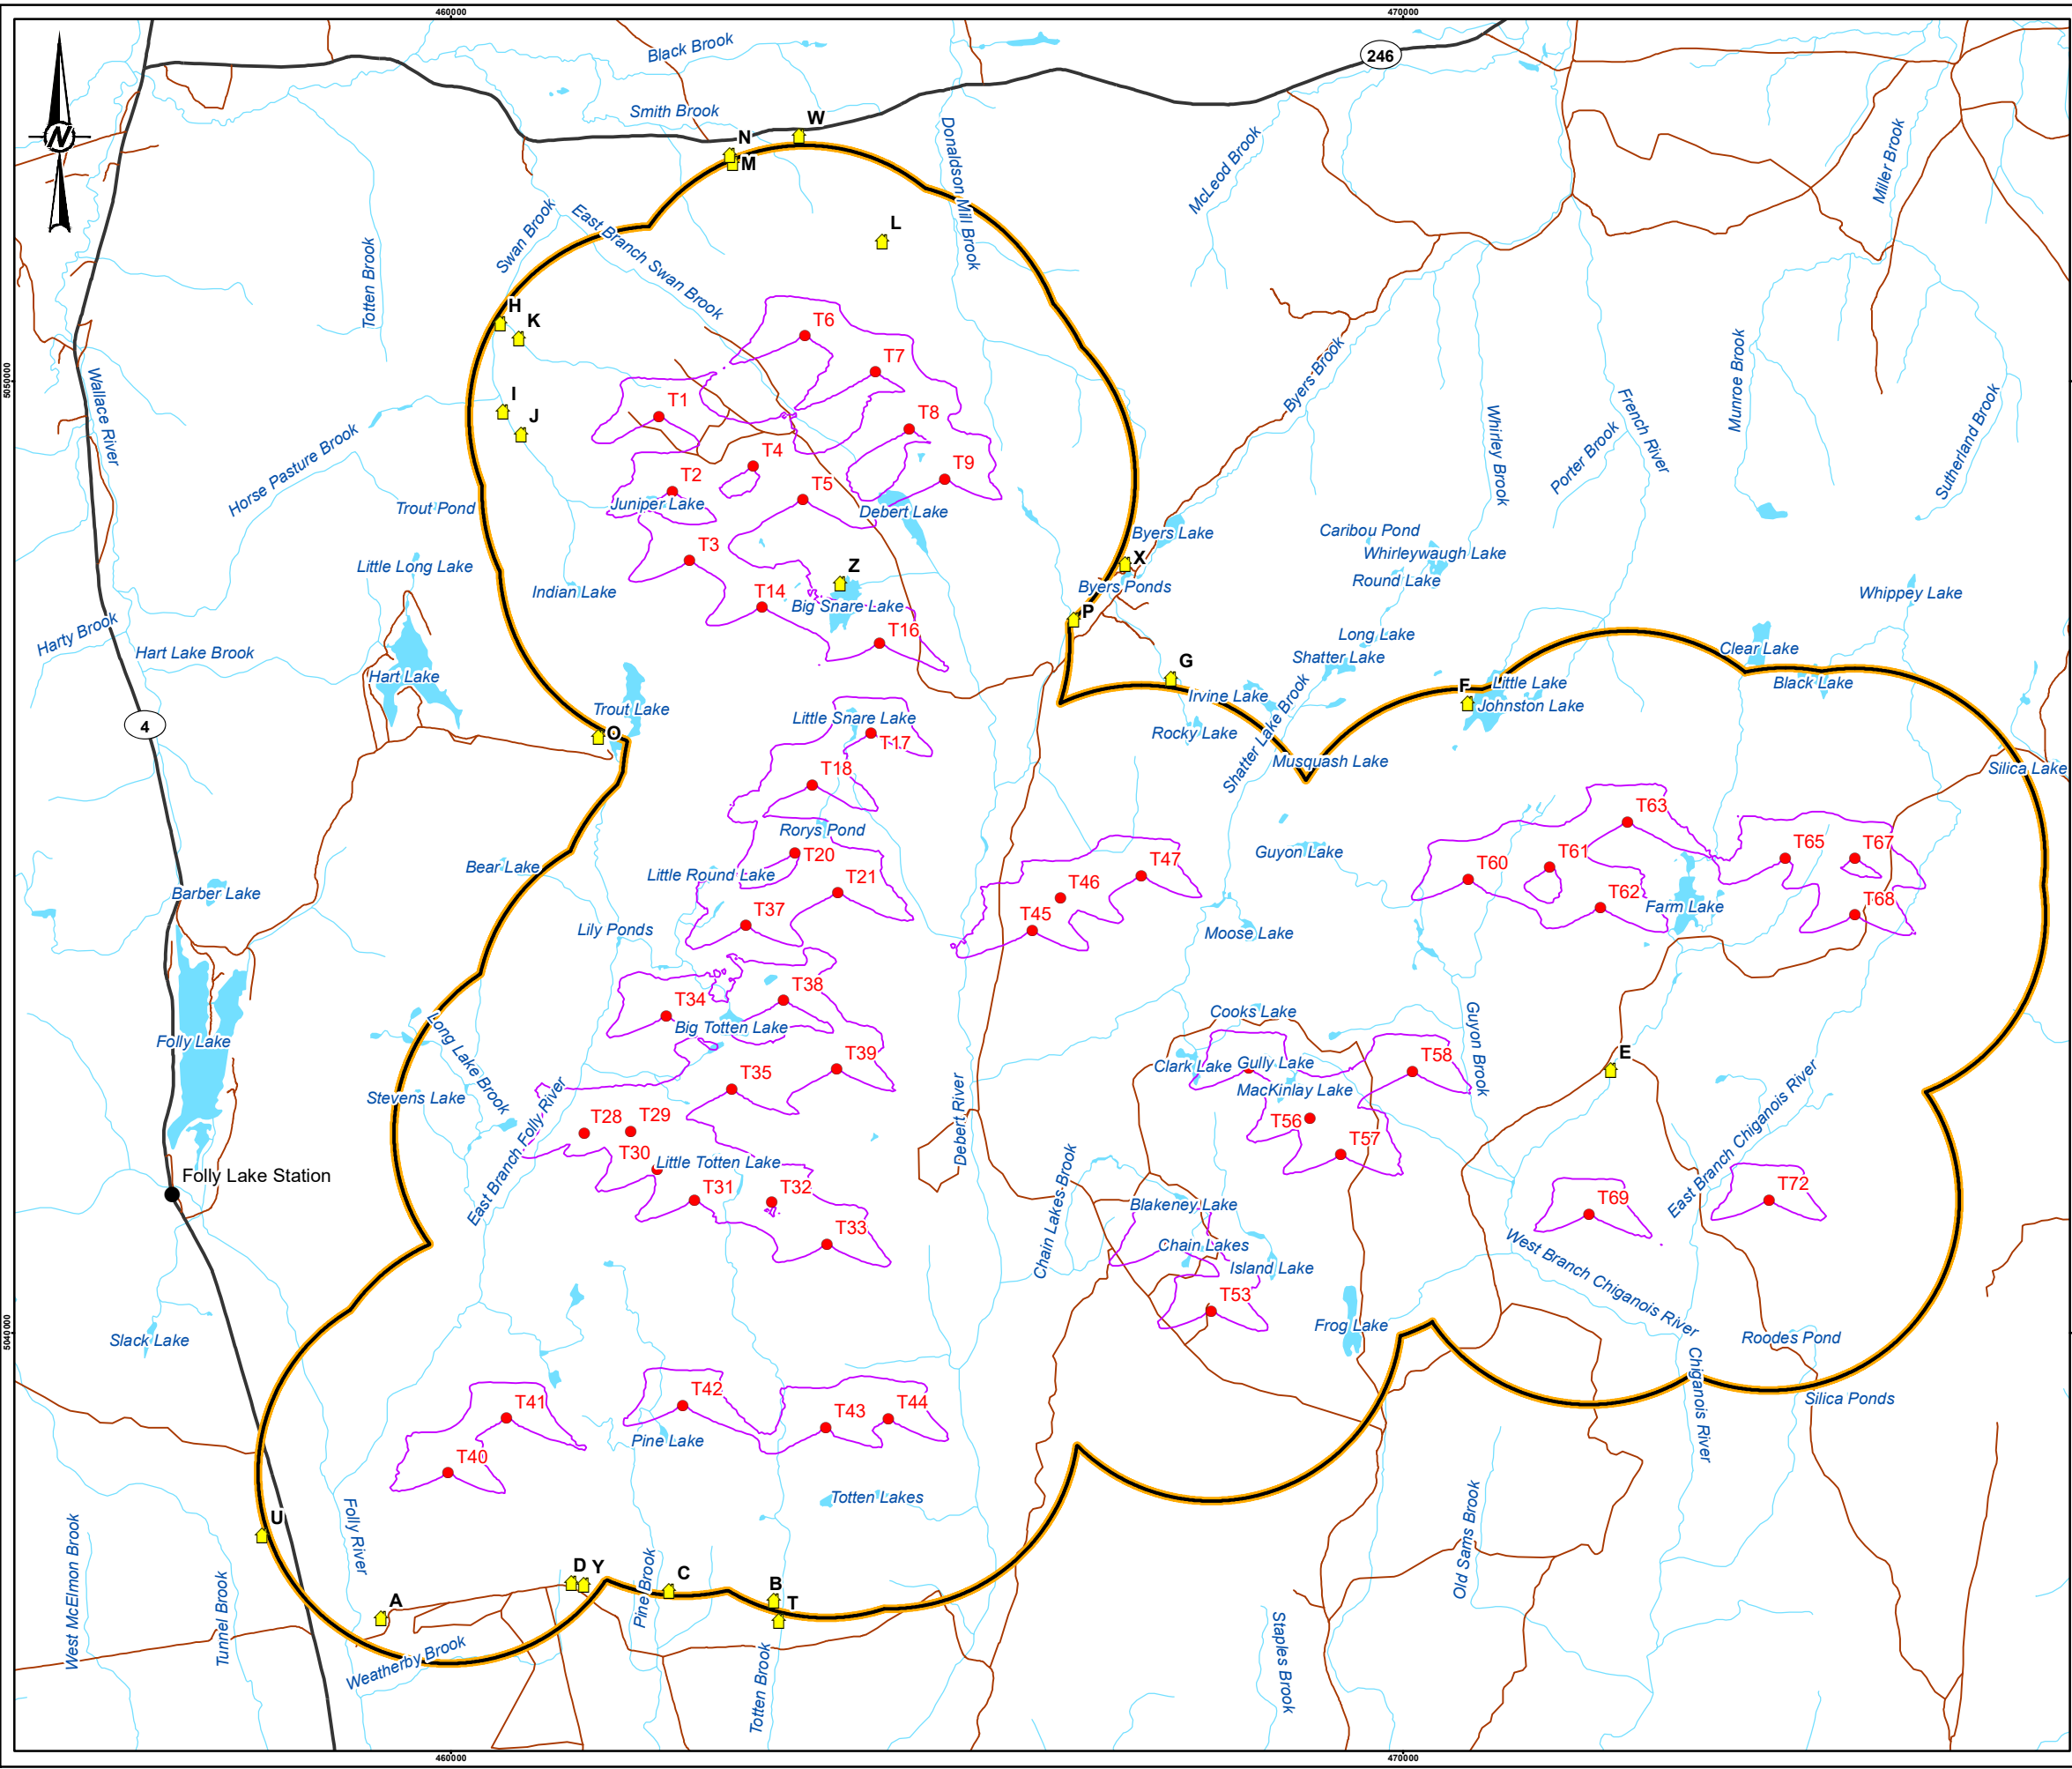 460000
470000
246
Black Brook
Smith Brook
N
W
M
Donaldson Mill Brook
McLeod Brook
Miller Brook
Totten Brook
Swan Brook
East Branch Swan Brook
L
H
K
T6
T7
5050000
Wallace River
I
J
T1
T8
Byers Brook
Whirley Brook
French River
Munroe Brook
Sutherland Brook
Horse Pasture Brook
T4
T9
T2
T5
Porter Brook
Trout Pond
Juniper Lake
Debert Lake
Byers Lake
Caribou Pond
Whirleywaugh Lake
T3
Z
X
Little Long Lake
Round Lake
Indian Lake
T14
Big Snare Lake
Byers Ponds
Whippey Lake
P
T16
Harty Brook
Hart Lake Brook
Long Lake
Shatter Lake
Clear Lake
Hart Lake
G
F
Little Lake
Black Lake
Irvine Lake
Johnston Lake
Trout Lake
Little Snare Lake
O
T17
Rocky Lake
Shatter Lake Brook
Musquash Lake
Silica Lake
4
T18
T63
Rorys Pond
T20
Guyon Lake
T65
T67
T61
T47
T60
Bear Lake
Little Round Lake
T21
T46
T62
Farm Lake
T68
Barber Lake
T37
T45
Lily Ponds
Moose Lake
T34
T38
Cooks Lake
Big Totten Lake
Folly Lake
Long Lake Brook
T39
Clark Lake
Gully Lake
T58
Guyon Brook
E
T35
MacKinlay Lake
Stevens Lake
T28
T29
T56
T57
East Branch Folly River
T30
Little Totten Lake
Debert River
Chain Lakes Brook
East Branch Chiganois River
Folly Lake Station
T31
T32
Blakeney Lake
T69
T72
T33
Chain Lakes
Island Lake
West Branch Chiganois River
T53
Frog Lake
Slack Lake
Roodes Pond
5040000
Chiganois River
Silica Ponds
T41
T42
T43
T44
Pine Lake
T40
Totten Lakes
U
Folly River
West McElmon Brook
Tunnel Brook
Old Sams Brook
D
Y
Pine Brook
C
B
T
A
Weatherby Brook
Totten Brook
Staples Brook
460000
470000